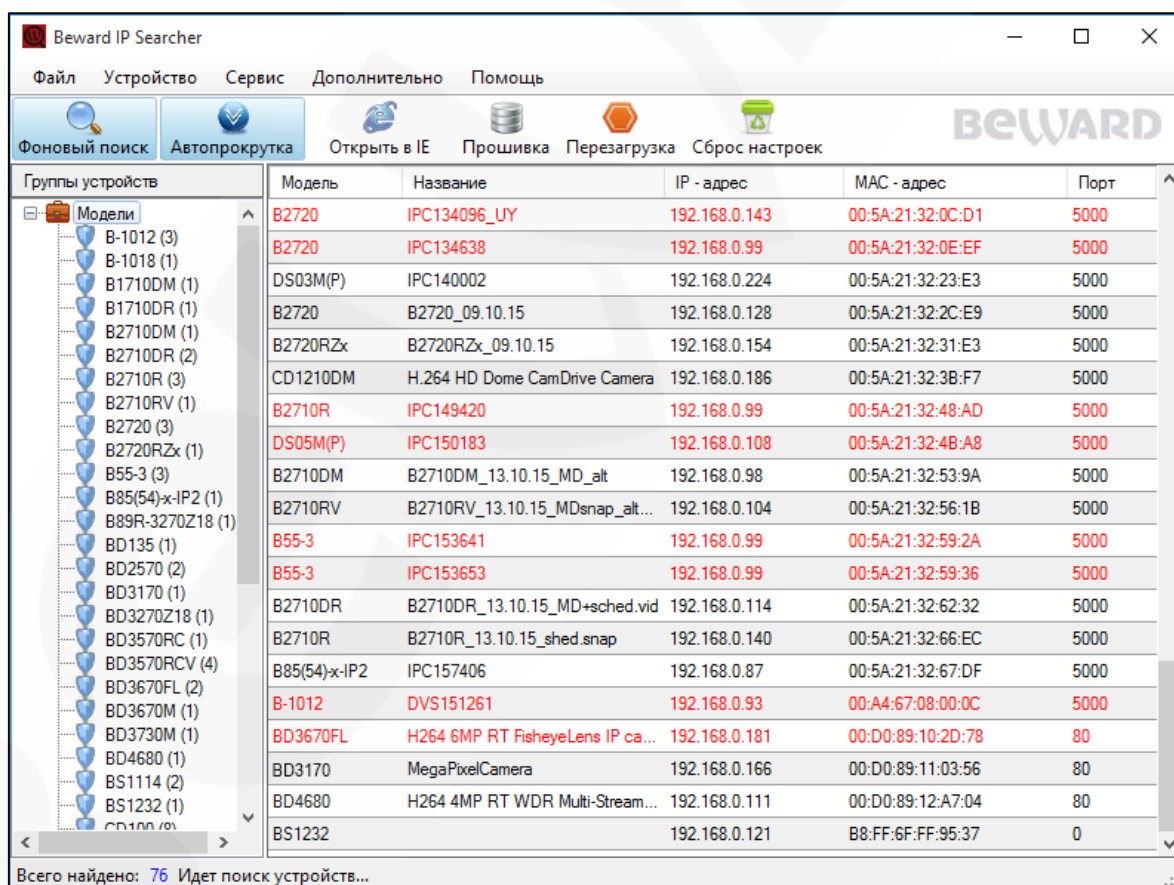 Beward IP Searcher
Файл Устройство Сервис Дополнительно Помощь
Фоновый поиск Автопрокрутка Открыть в IE Прошивка Перезагрузка Сброс настроек BEWARD
Группы устройств
Модели
B-1012 (3)
B-1018 (1)
B1710DM (1)
B1710DR (1)
B2710DM (1)
B2710DR (2)
B2710R (3)
B2710RV (1)
B2720 (3)
B2720RZx (1)
B55-3 (3)
B85(54)-x-IP2 (1)
B89R-3270Z18 (1)
BD135 (1)
BD2570 (2)
BD3170 (1)
BD3270Z18 (1)
BD3570RC (1)
BD3570RCV (4)
BD3670FL (2)
BD3670M (1)
BD3730M (1)
BD4680 (1)
BS1114 (2)
BS1232 (1)
CD100 (8)
Модель Название IP - адрес MAC - адрес Порт
B2720 IPC134096_UY 192.168.0.143 00:5A:21:32:0C:D1 5000
B2720 IPC134638 192.168.0.99 00:5A:21:32:0E:EF 5000
DS03M(P) IPC140002 192.168.0.224 00:5A:21:32:23:E3 5000
B2720 B2720_09.10.15 192.168.0.128 00:5A:21:32:2C:E9 5000
B2720RZx B2720RZx_09.10.15 192.168.0.154 00:5A:21:32:31:E3 5000
CD1210DM H.264 HD Dome CamDrive Camera 192.168.0.186 00:5A:21:32:3B:F7 5000
B2710R IPC149420 192.168.0.99 00:5A:21:32:48:AD 5000
DS05M(P) IPC150183 192.168.0.108 00:5A:21:32:4B:A8 5000
B2710DM B2710DM_13.10.15_MD_alt 192.168.0.98 00:5A:21:32:53:9A 5000
B2710RV B2710RV_13.10.15_MDsnap_alt... 192.168.0.104 00:5A:21:32:56:1B 5000
B55-3 IPC153641 192.168.0.99 00:5A:21:32:59:2A 5000
B55-3 IPC153653 192.168.0.99 00:5A:21:32:59:36 5000
B2710DR B2710DR_13.10.15_MD+sched.vid 192.168.0.114 00:5A:21:32:62:32 5000
B2710R B2710R_13.10.15_shed.snap 192.168.0.140 00:5A:21:32:66:EC 5000
B85(54)-x-IP2 IPC157406 192.168.0.87 00:5A:21:32:67:DF 5000
B-1012 DVS151261 192.168.0.93 00:A4:67:08:00:0C 5000
BD3670FL H264 6MP RT FisheyeLens IP ca... 192.168.0.181 00:D0:89:10:2D:78 80
BD3170 MegaPixelCamera 192.168.0.166 00:D0:89:11:03:56 80
BD4680 H264 4MP RT WDR Multi-Stream... 192.168.0.111 00:D0:89:12:A7:04 80
BS1232 192.168.0.121 B8:FF:6F:FF:95:37 0
Всего найдено: 76 Идет поиск устройств...